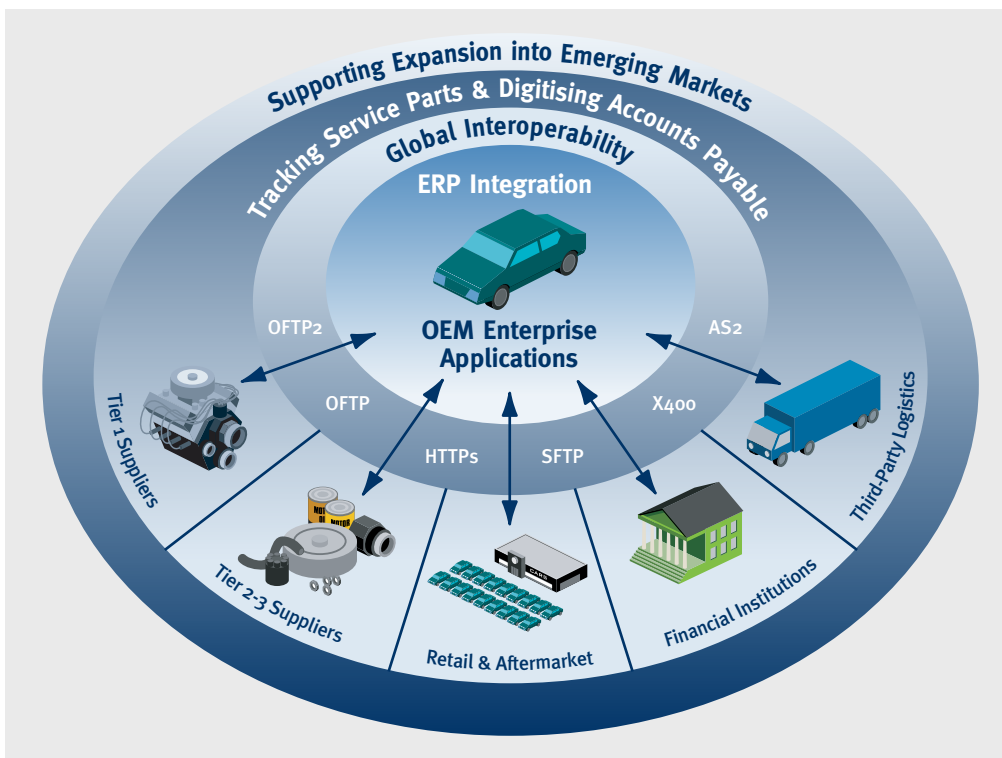 Supporting Expansion into Emerging Markets
Tracking Service Parts & Digitising Accounts Payable
Global Interoperability
ERP Integration
OEM Enterprise
Applications
OFTP2
AS2
OFTP
X400
HTTPs
SFTP
Tier 1 Suppliers
Third-Party Logistics
MOTOR
CARS
Tier 2-3 Suppliers
Financial Institutions
Retail & Aftermarket